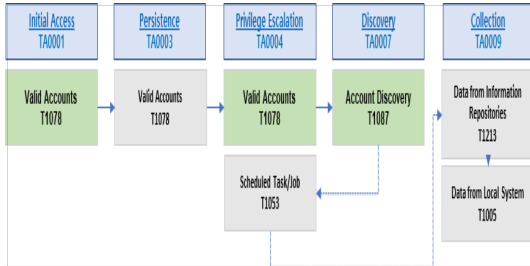 Initial Access
TA0001
Persistence
TA0003
Privilege Escalation
TA0004
Discovery
TA0007
Collection
TA0009
Valid Accounts
T1078
Valid Accounts
T1078
Valid Accounts
T1078
Account Discovery
T1087
Data from Information
Repositories
T1213
Scheduled Task/Job
T1053
Data from Local System
T1005